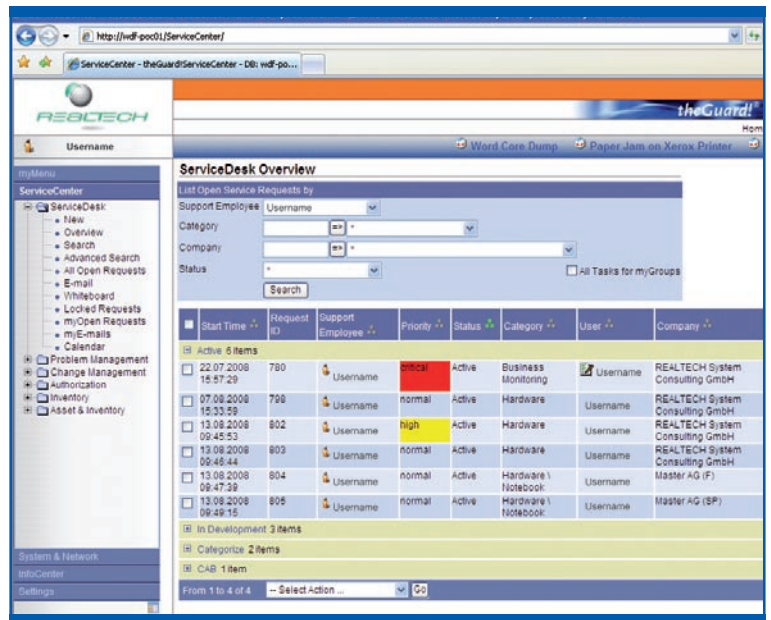 http://wdf-poc01/ServiceCenter/
ServiceCenter - theGuard!ServiceCenter - DB: wdf-po...
REALTECH
theGuard!
Hom
Username
Word Core Dump
Paper Jam on Xerox Printer
myMenu
ServiceCenter
ServiceDesk
New
Overview
Search
Advanced Search
All Open Requests
E-mail
Whiteboard
Locked Requests
myOpen Requests
myE-mails
Calendar
Problem Management
Change Management
Authorization
Inventory
Asset & Inventory
System & Network
InfoCenter
Settings
ServiceDesk Overview
List Open Service Requests by
Support Employee Username
Category => *
Company => *
Status * All Tasks for myGroups
Search
Start Time Request ID Support Employee Priority Status Category User Company
Active 6 items
22.07.2008 15:57:29 780 Username critical Active Business Monitoring Username REALTECH System Consulting GmbH
07.08.2008 15:33:59 798 Username normal Active Hardware Username REALTECH System Consulting GmbH
13.08.2008 09:45:53 802 Username high Active Hardware Username REALTECH System Consulting GmbH
13.08.2008 09:46:44 803 Username normal Active Hardware Username REALTECH System Consulting GmbH
13.08.2008 09:47:39 804 Username normal Active Hardware \ Notebook Username Master AG (F)
13.08.2008 09:49:15 805 Username normal Active Hardware \ Notebook Username Master AG (SP)
In Development 3 items
Categorize 2 items
CAB 1 item
From 1 to 4 of 4 -- Select Action ... Go